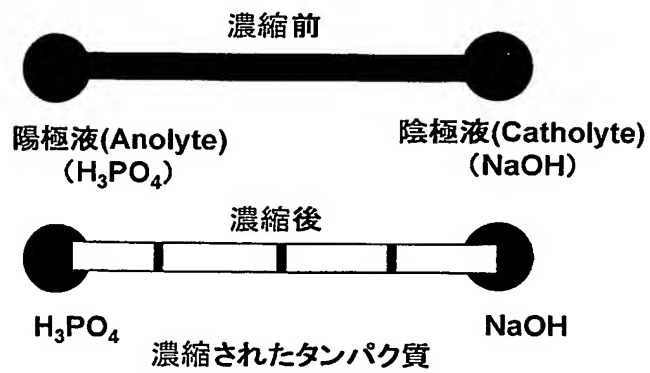 濃縮前
陽極液(Anolyte)
（H₃PO₄）
陰極液(Catholyte)
（NaOH）
濃縮後
H₃PO₄
NaOH
濃縮されたタンパク質